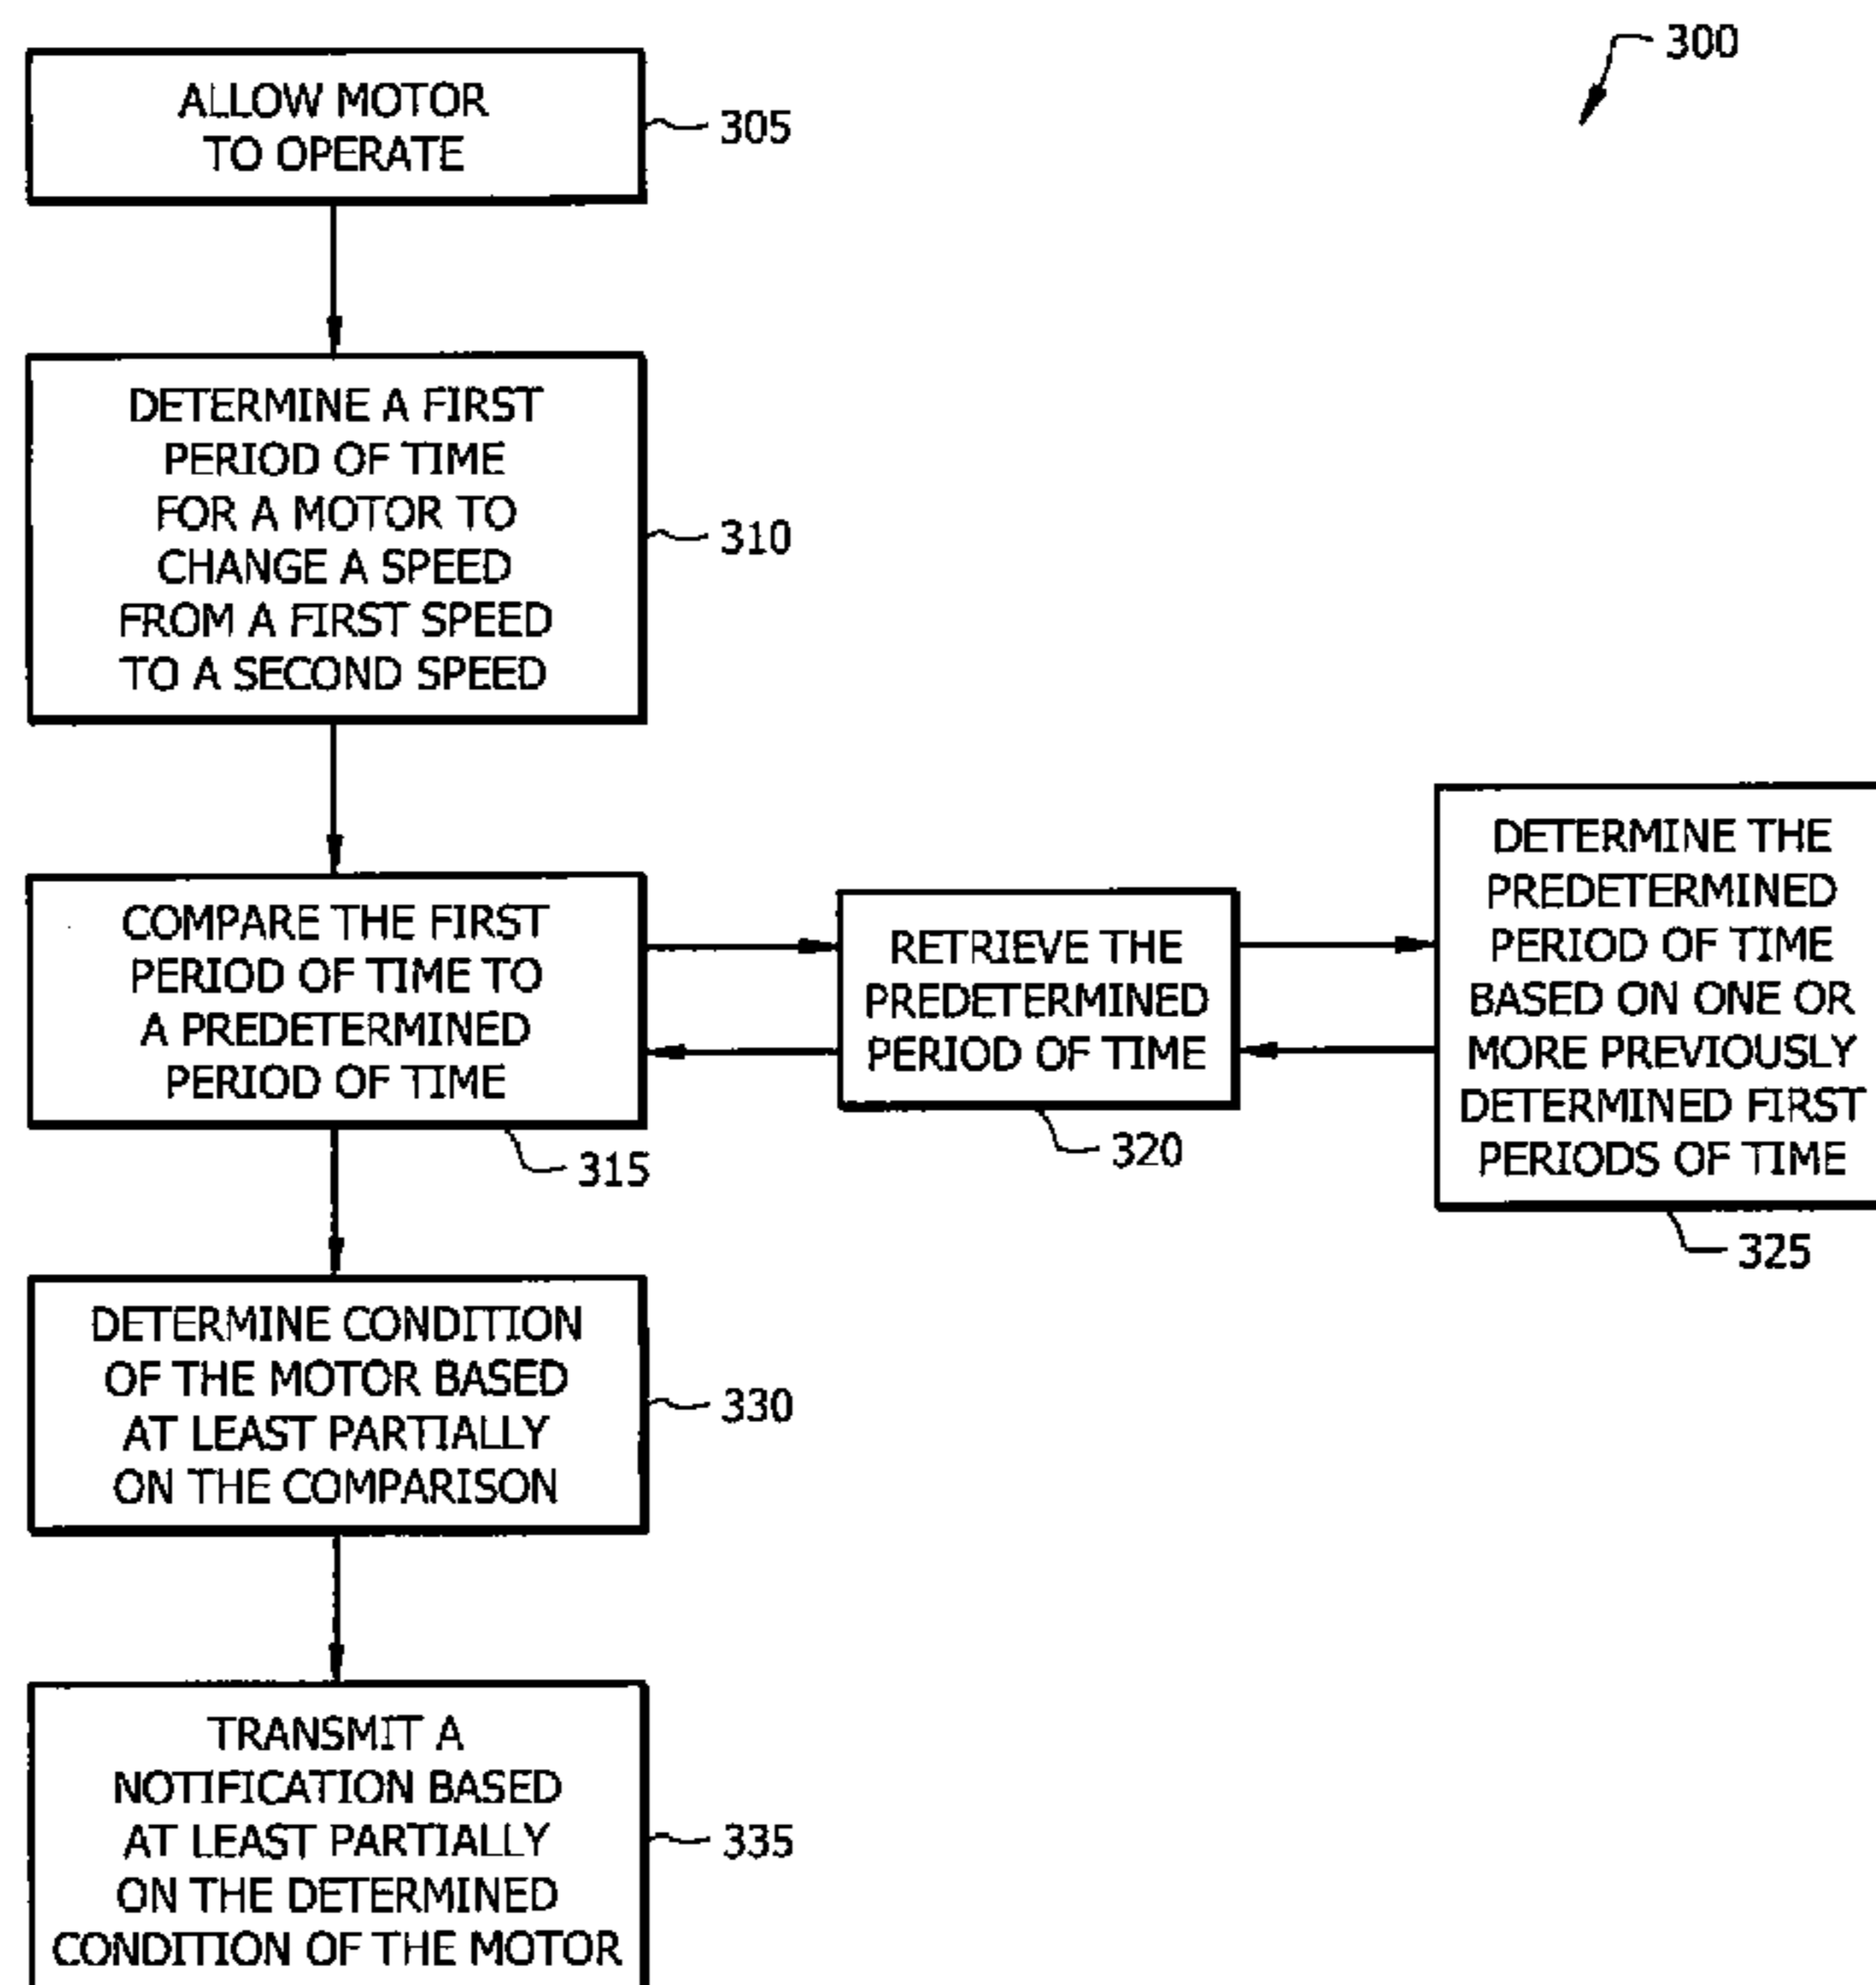 300
ALLOW MOTOR
TO OPERATE
305
DETERMINE A FIRST
PERIOD OF TIME
FOR A MOTOR TO
CHANGE A SPEED
FROM A FIRST SPEED
TO A SECOND SPEED
310
COMPARE THE FIRST
PERIOD OF TIME TO
A PREDETERMINED
PERIOD OF TIME
315
RETRIEVE THE
PREDETERMINED
PERIOD OF TIME
320
DETERMINE THE
PREDETERMINED
PERIOD OF TIME
BASED ON ONE OR
MORE PREVIOUSLY
DETERMINED FIRST
PERIODS OF TIME
325
DETERMINE CONDITION
OF THE MOTOR BASED
AT LEAST PARTIALLY
ON THE COMPARISON
330
TRANSMIT A
NOTIFICATION BASED
AT LEAST PARTIALLY
ON THE DETERMINED
CONDITION OF THE MOTOR
335